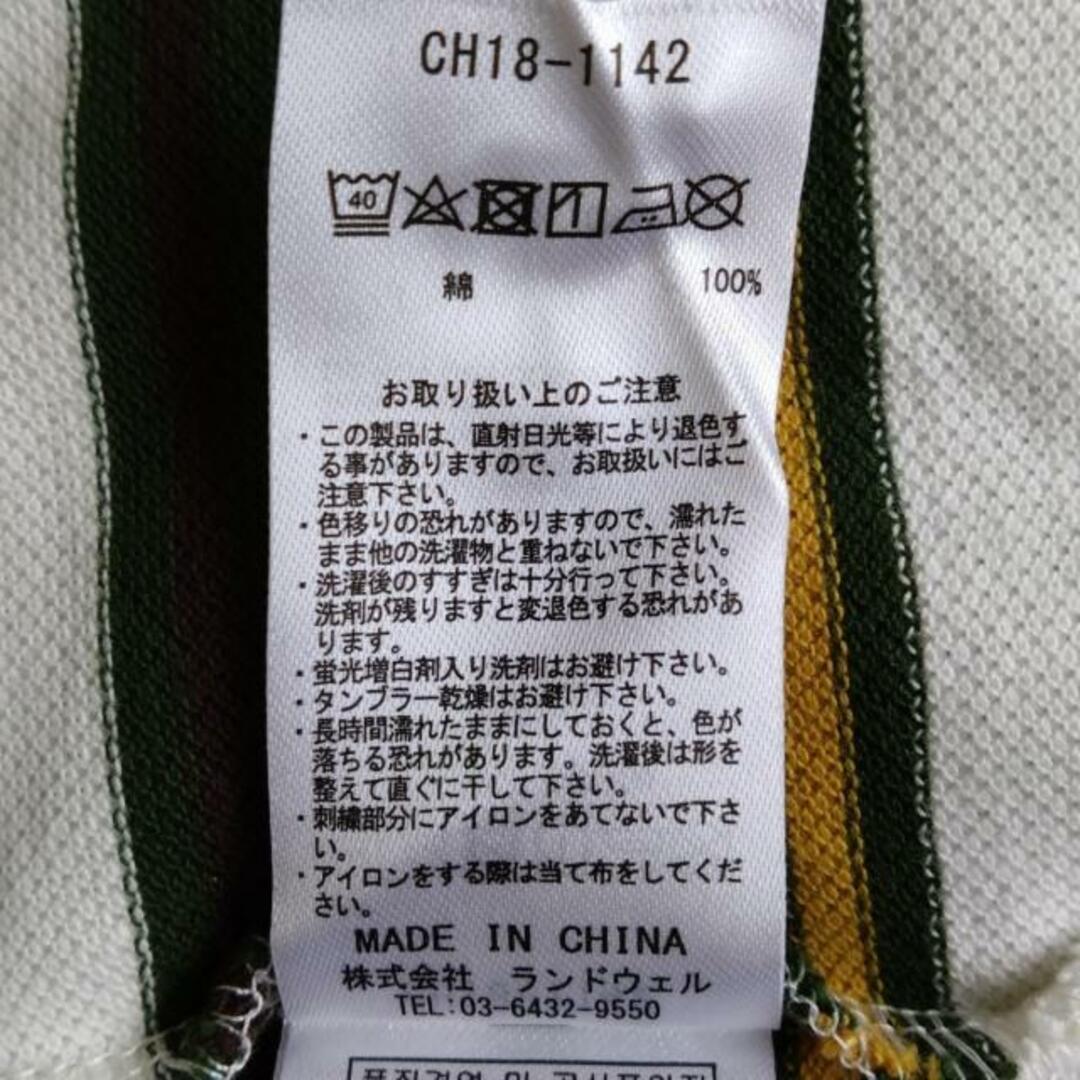 CH18-1142
40
綿 100%
お取り扱い上のご注意
・この製品は、直射日光等により退色す
る事がありますので、お取扱いにはご
注意下さい。
・色移りの恐れがありますので、濡れた
まま他の洗濯物と重ねないで下さい。
・洗濯後のすすぎは十分行って下さい。
洗剤が残りますと変退色する恐れがあ
ります。
・蛍光増白剤入り洗剤はお避け下さい。
・タンブラー乾燥はお避け下さい。
・長時間濡れたままにしておくと、色が
落ちる恐れがあります。洗濯後は形を
整えて直ぐに干して下さい。
・刺繍部分にアイロンをあてないで下さ
い。
・アイロンをする際は当て布をしてくだ
さい。
MADE IN CHINA
株式会社 ランドウェル
TEL:03-6432-9550